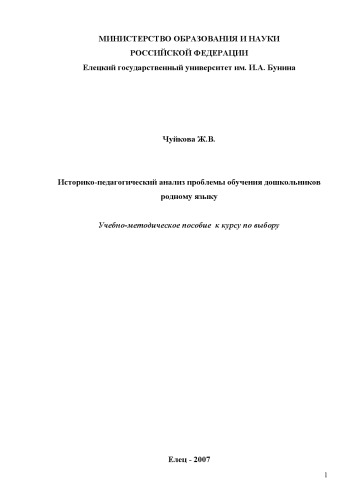 МИНИСТЕРСТВО ОБРАЗОВАНИЯ И НАУКИ
РОССИЙСКОЙ ФЕДЕРАЦИИ
Елецкий государственный университет им. И.А. Бунина
Чуйкова Ж.В.
Историко-педагогический анализ проблемы обучения дошкольников
родному языку
Учебно-методическое пособие к курсу по выбору
Елец - 2007
1